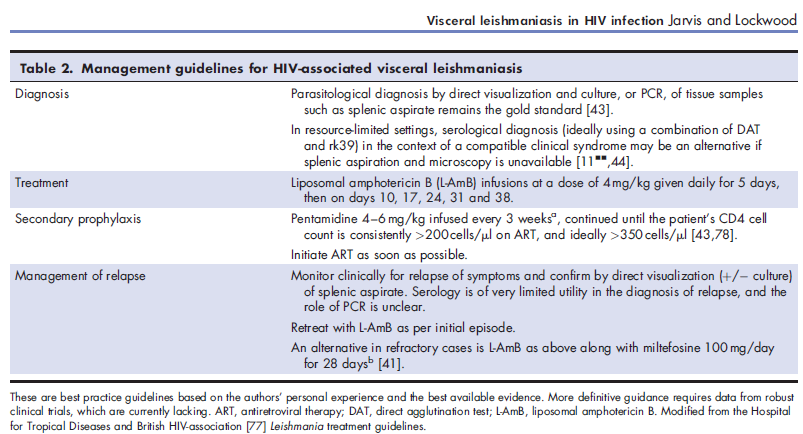 Visceral leishmaniasis in HIV infection Jarvis and Lockwood
Table 2. Management guidelines for HIV-associated visceral leishmaniasis
Diagnosis
Parasitological diagnosis by direct visualization and culture, or PCR, of tissue samples
such as splenic aspirate remains the gold standard [43].
In resource-limited settings, serological diagnosis (ideally using a combination of DAT
and rk39) in the context of a compatible clinical syndrome may be an alternative if
splenic aspiration and microscopy is unavailable [11▪▪,44].
Treatment
Liposomal amphotericin B (L-AmB) infusions at a dose of 4 mg/kg given daily for 5 days,
then on days 10, 17, 24, 31 and 38.
Secondary prophylaxis
Pentamidine 4–6 mg/kg infused every 3 weeksᵃ, continued until the patient's CD4 cell
count is consistently >200 cells/μl on ART, and ideally >350 cells/μl [43,78].
Initiate ART as soon as possible.
Management of relapse
Monitor clinically for relapse of symptoms and confirm by direct visualization (+/− culture)
of splenic aspirate. Serology is of very limited utility in the diagnosis of relapse, and the
role of PCR is unclear.
Retreat with L-AmB as per initial episode.
An alternative in refractory cases is L-AmB as above along with miltefosine 100 mg/day
for 28 daysᵇ [41].
These are best practice guidelines based on the authors' personal experience and the best available evidence. More definitive guidance requires data from robust
clinical trials, which are currently lacking. ART, antiretroviral therapy; DAT, direct agglutination test; L-AmB, liposomal amphotericin B. Modified from the Hospital
for Tropical Diseases and British HIV-association [77] Leishmania treatment guidelines.